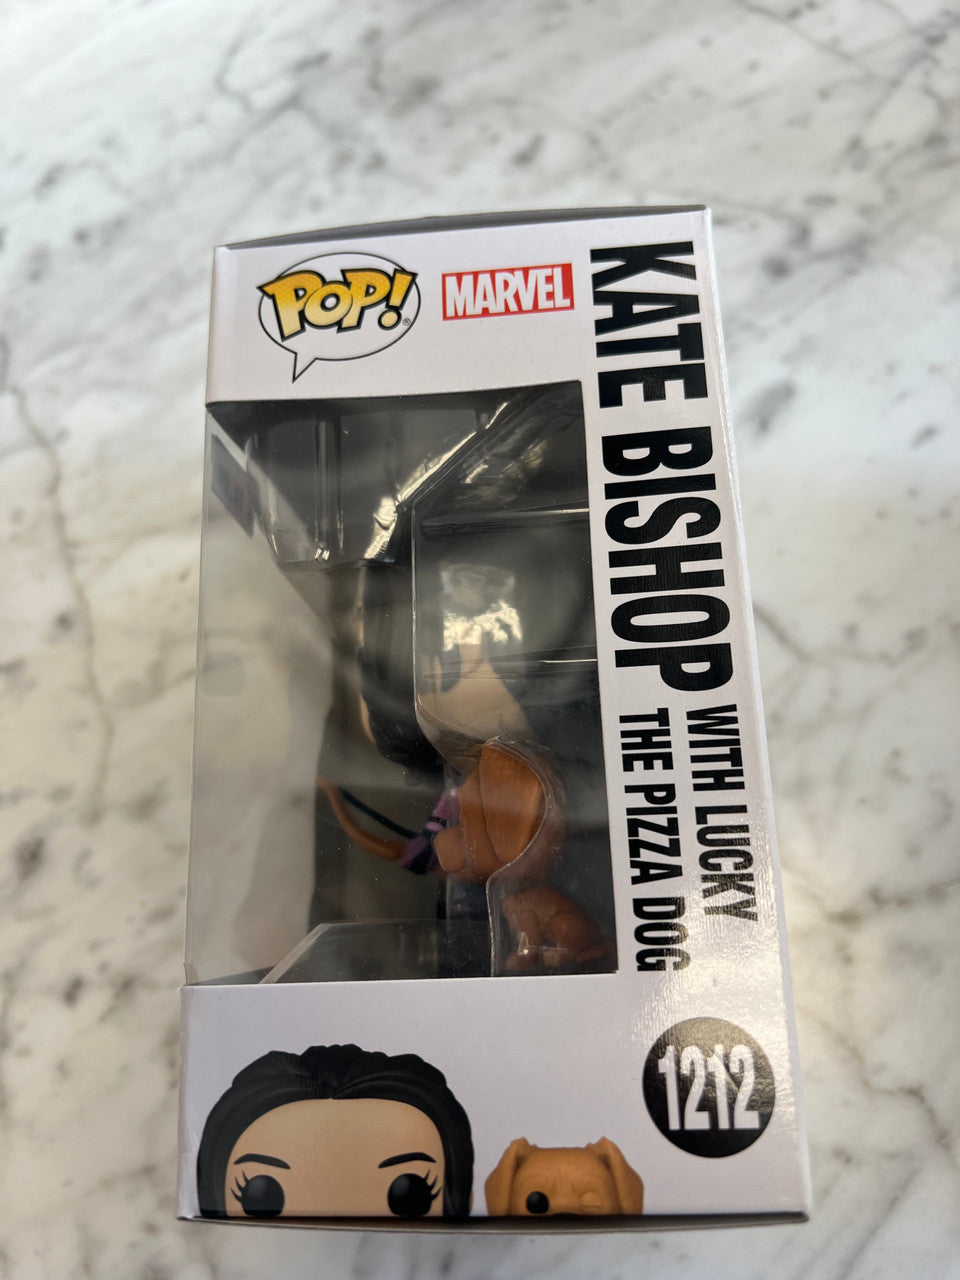 POP!
MARVEL
KATE BISHOP WITH LUCKY
THE PIZZA DOG
1212